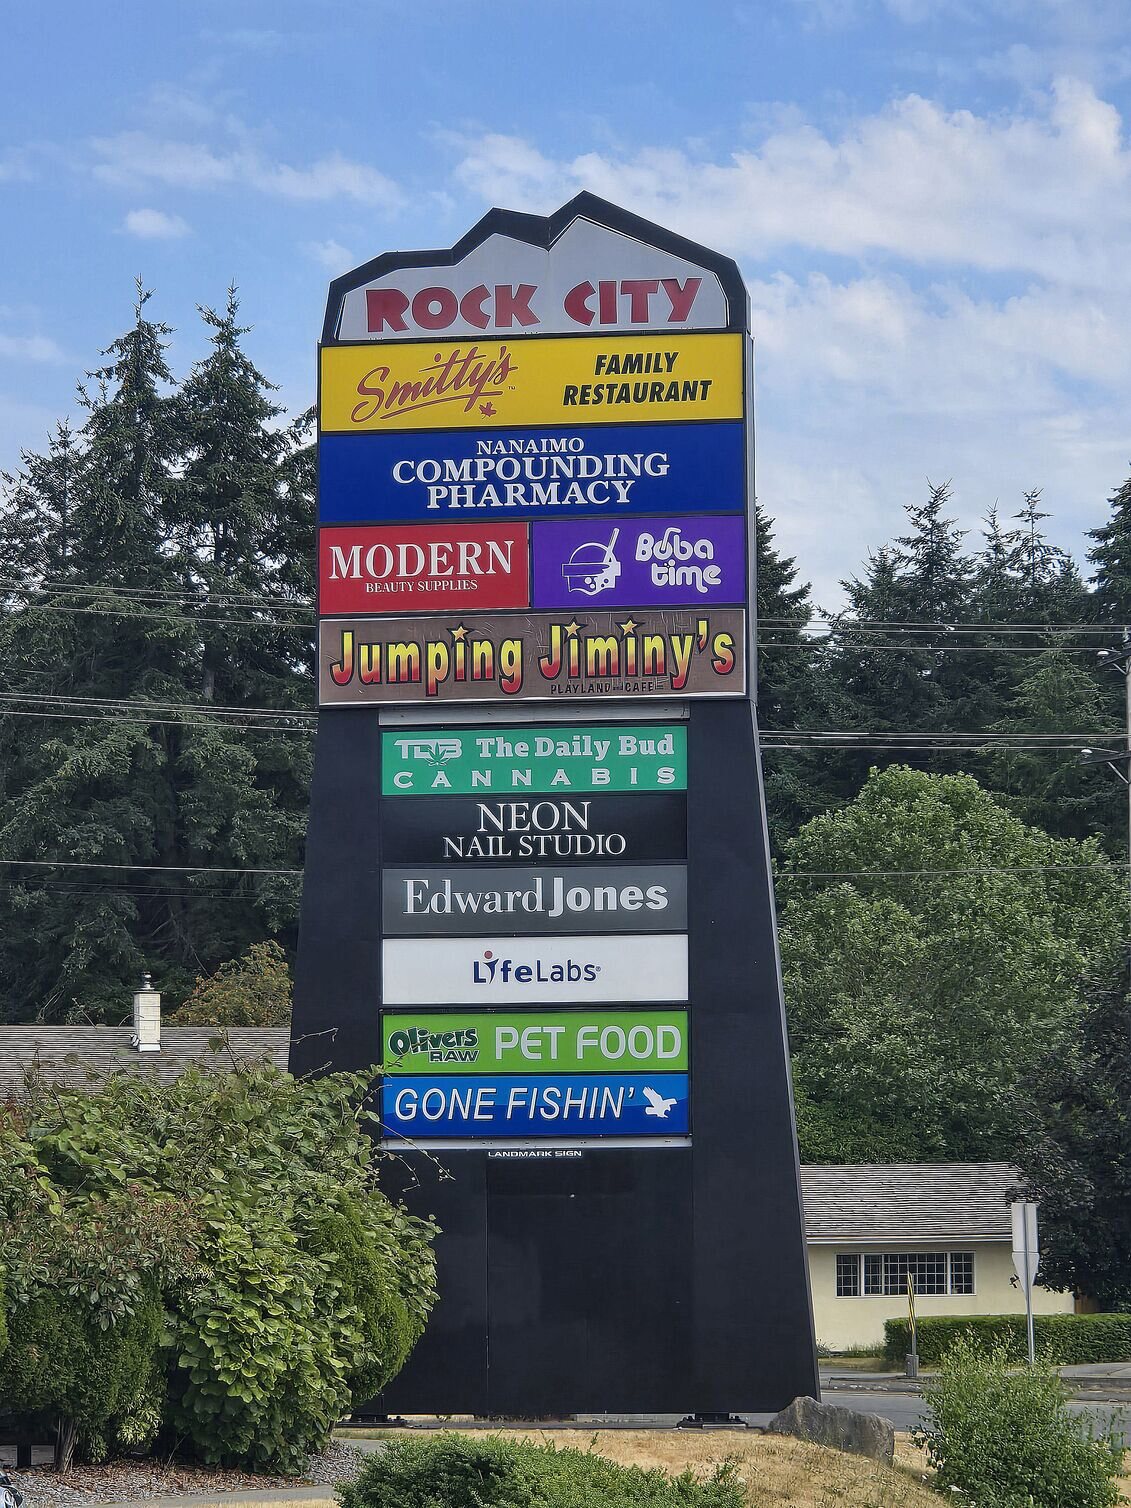 ROCK CITY
Smitty's™ FAMILY
RESTAURANT
NANAIMO
COMPOUNDING
PHARMACY
MODERN
BEAUTY SUPPLIES
Boba
time
Jumping Jiminy's
PLAYLAND CAFE
TDB The Daily Bud
CANNABIS
NEON
NAIL STUDIO
Edward Jones
LifeLabs®
Olivers
RAW
PET FOOD
GONE FISHIN'
LANDMARK SIGN